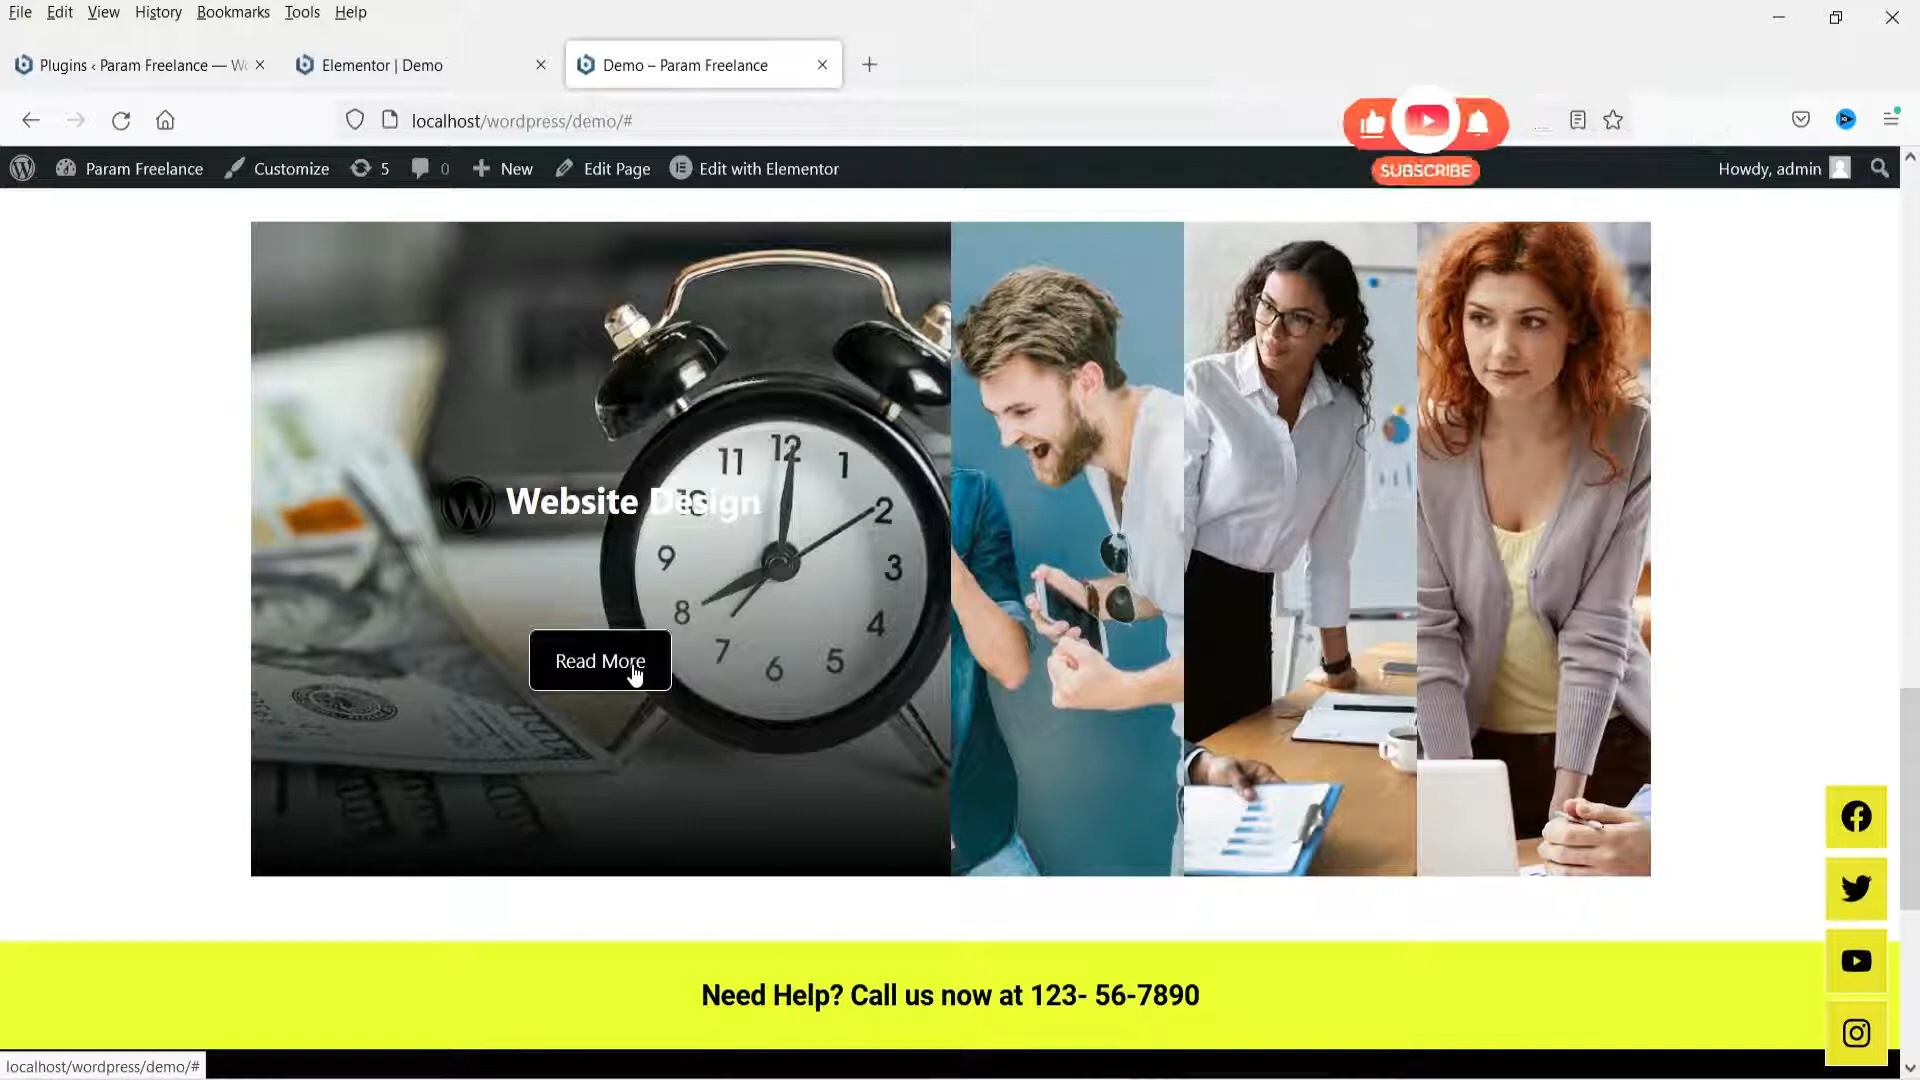 File Edit View History Bookmarks Tools Help
Plugins ‹ Param Freelance — Wo
Elementor | Demo
Demo – Param Freelance
localhost/wordpress/demo/#
SUBSCRIBE
Param Freelance Customize 5 0 New Edit Page Edit with Elementor Howdy, admin
12
11 1
10 2
9 3
8 4
7 6 5
Website Design
Read More
Need Help? Call us now at 123- 56-7890
localhost/wordpress/demo/#